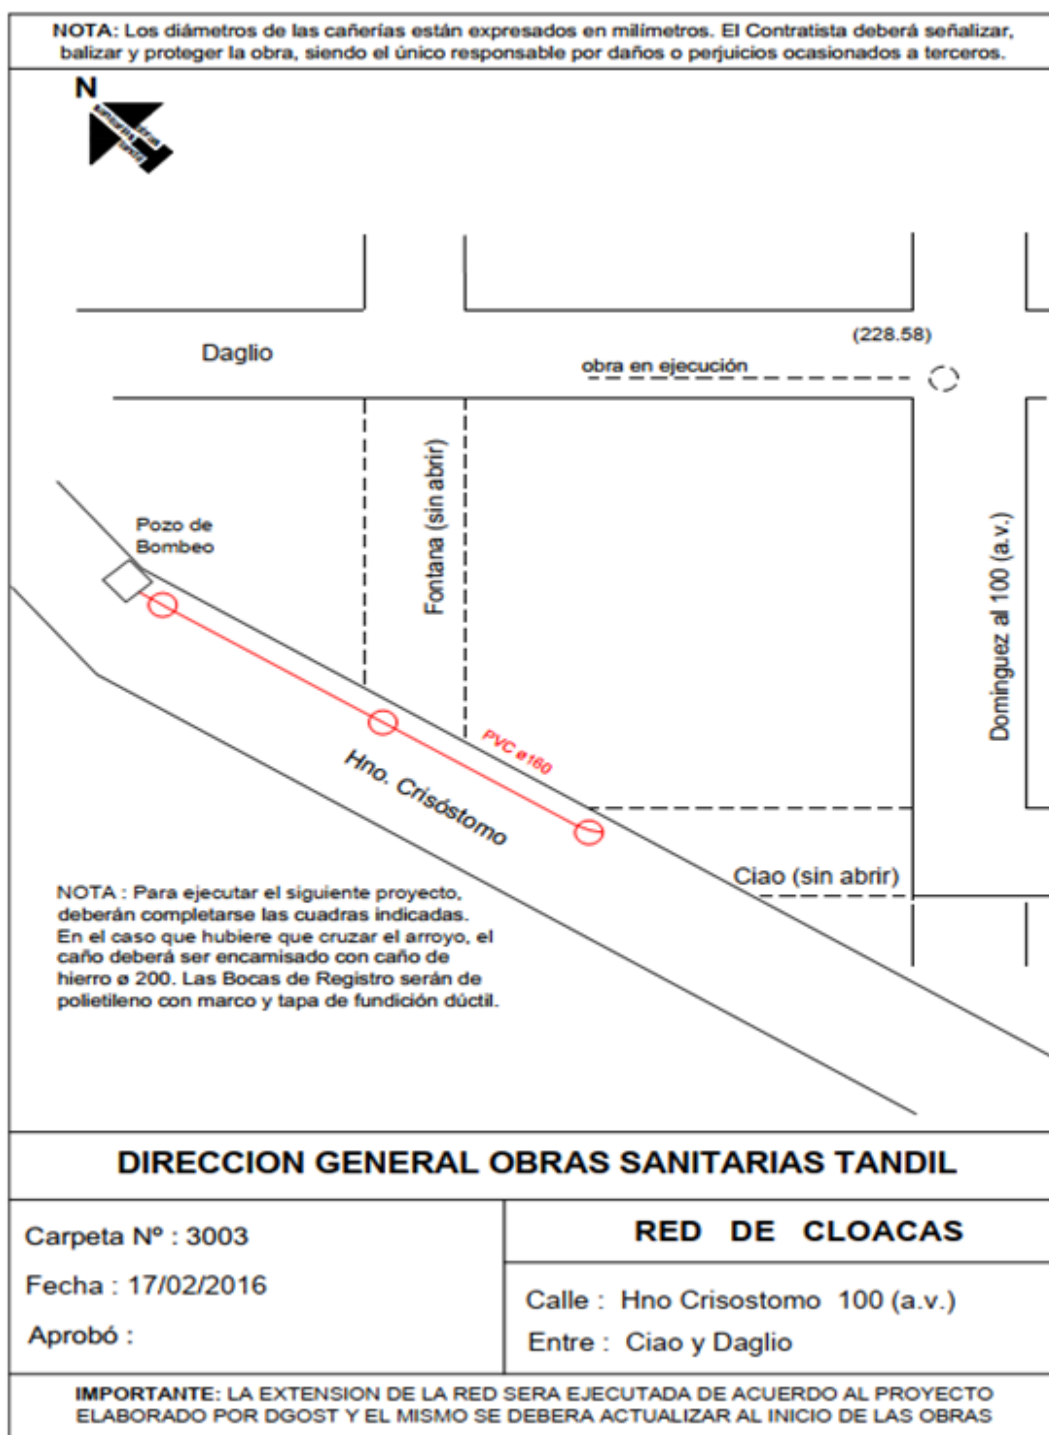 NOTA: Los diámetros de las cañerías están expresados en milímetros. El Contratista deberá señalizar,
balizar y proteger la obra, siendo el único responsable por daños o perjuicios ocasionados a terceros.
N
obras
sanitarias
tandil
(228.58)
Daglio
obra en ejecución
Fontana (sin abrir)
Dominguez al 100 (a.v.)
Pozo de
Bombeo
PVC ø160
Hno. Crisóstomo
Ciao (sin abrir)
NOTA : Para ejecutar el siguiente proyecto,
deberán completarse las cuadras indicadas.
En el caso que hubiere que cruzar el arroyo, el
caño deberá ser encamisado con caño de
hierro ø 200. Las Bocas de Registro serán de
polietileno con marco y tapa de fundición dúctil.
DIRECCION GENERAL OBRAS SANITARIAS TANDIL
Carpeta Nº : 3003
Fecha : 17/02/2016
Aprobó :
RED DE CLOACAS
Calle : Hno Crisostomo 100 (a.v.)
Entre : Ciao y Daglio
IMPORTANTE: LA EXTENSION DE LA RED SERA EJECUTADA DE ACUERDO AL PROYECTO
ELABORADO POR DGOST Y EL MISMO SE DEBERA ACTUALIZAR AL INICIO DE LAS OBRAS